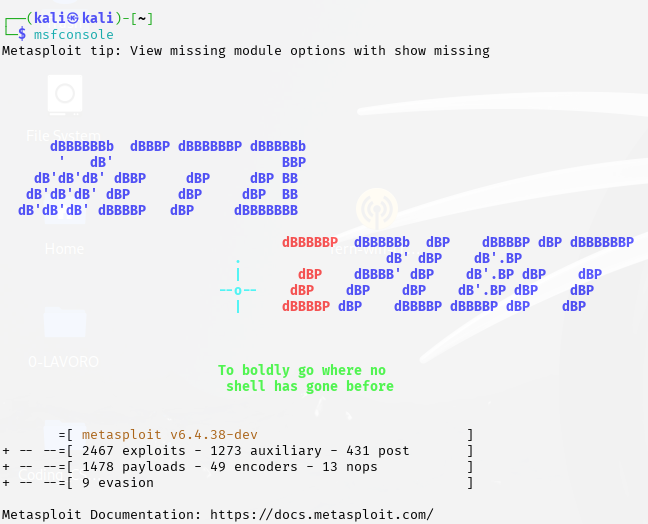 ┌──(kali㉿kali)-[~]
└─$ msfconsole
Metasploit tip: View missing module options with show missing
File System
     dBBBBBBb  dBBBP dBBBBBBP dBBBBBb
      '   dB'                     BBP
   dB'dB'dB' dBBP     dBP     dBP BB
  dB'dB'dB' dBP      dBP     dBP  BB
 dB'dB'dB' dBBBBP   dBP     dBBBBBBB
Home
                                  dBBBBBP  dBBBBBb  dBP    dBBBBP dBP dBBBBBBP
                            .                  dB' dBP    dB'.BP
                            |       dBP    dBBBB' dBP    dB'.BP dBP    dBP
                          --o--    dBP    dBP    dBP    dB'.BP dBP    dBP
                            |     dBBBBP dBP    dBBBBP dBBBBP dBP    dBP
0-LAVORO
To boldly go where no
shell has gone before
       =[ metasploit v6.4.38-dev                          ]
+ -- --=[ 2467 exploits - 1273 auxiliary - 431 post       ]
+ -- --=[ 1478 payloads - 49 encoders - 13 nops           ]
+ -- --=[ 9 evasion                                       ]
Metasploit Documentation: https://docs.metasploit.com/